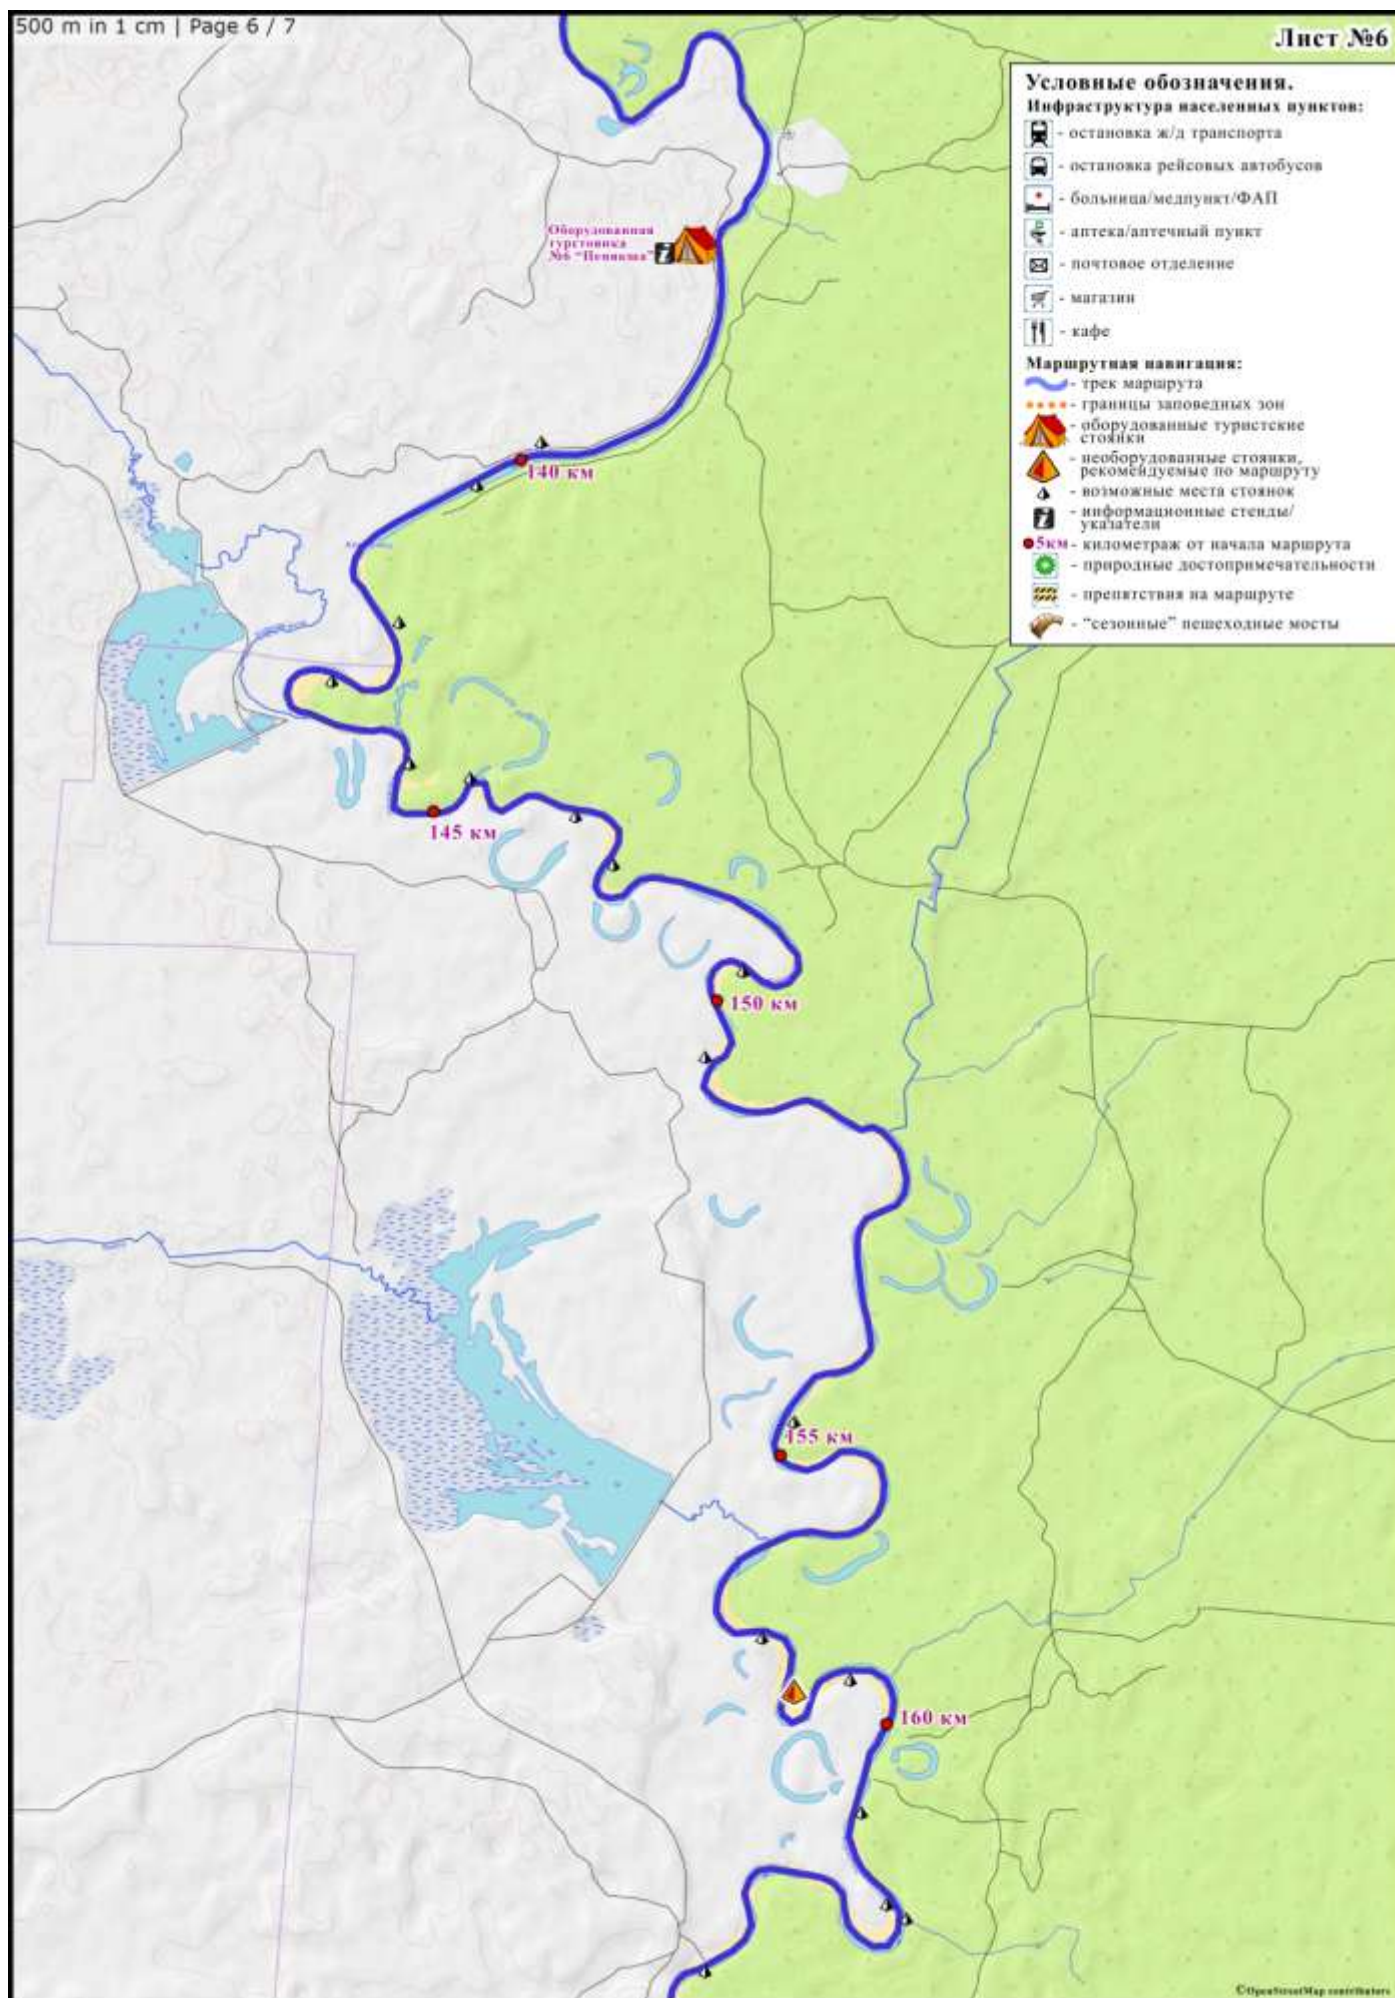 500 m in 1 cm | Page 6 / 7
Лист №6
Условные обозначения.
Инфраструктура населенных пунктов:
- остановка ж/д транспорта
- остановка рейсовых автобусов
- больница/медпункт/ФАП
- аптека/аптечный пункт
- почтовое отделение
- магазин
- кафе
Маршрутная навигация:
- трек маршрута
- границы заповедных зон
- оборудованные туристские
стоянки
- необорудованные стоянки,
рекомендуемые по маршруту
- возможные места стоянок
- информационные стенды/
указатели
5км - километраж от начала маршрута
- природные достопримечательности
- препятствия на маршруте
- "сезонные" пешеходные мосты
Оборудованная
турстоянка
№6
140 км
145 км
150 км
155 км
160 км
©OpenStreetMap contributors